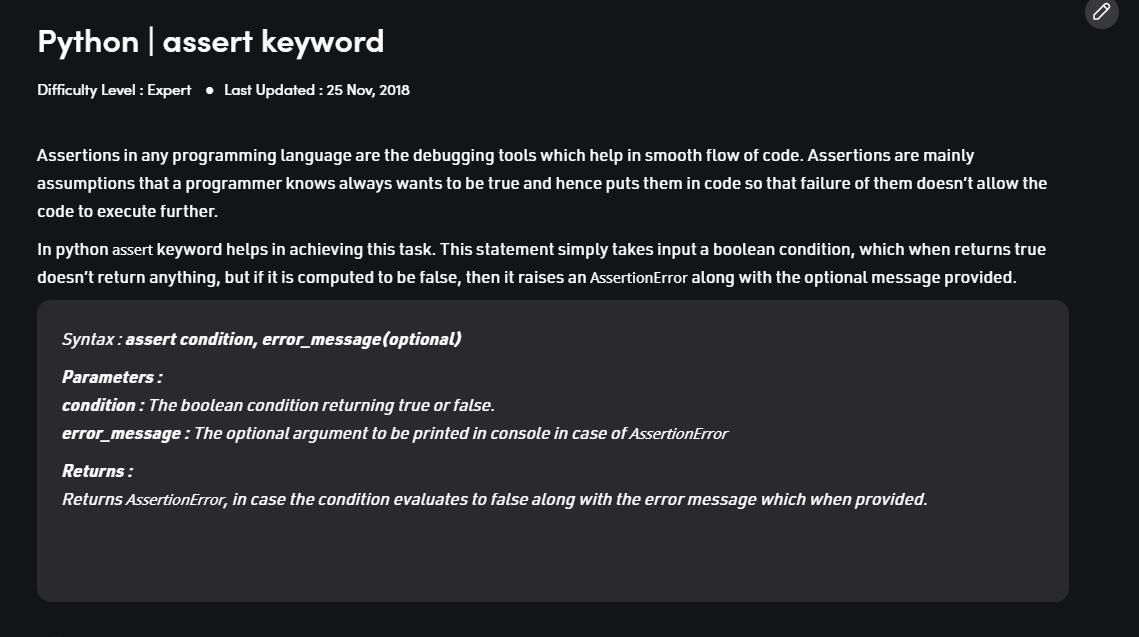 Python | assert keyword
Difficulty Level : Expert ● Last Updated : 25 Nov, 2018
Assertions in any programming language are the debugging tools which help in smooth flow of code. Assertions are mainly
assumptions that a programmer knows always wants to be true and hence puts them in code so that failure of them doesn't allow the
code to execute further.
In python assert keyword helps in achieving this task. This statement simply takes input a boolean condition, which when returns true
doesn't return anything, but if it is computed to be false, then it raises an AssertionError along with the optional message provided.
Syntax : assert condition, error_message(optional)
Parameters :
condition : The boolean condition returning true or false.
error_message : The optional argument to be printed in console in case of AssertionError
Returns :
Returns AssertionError, in case the condition evaluates to false along with the error message which when provided.